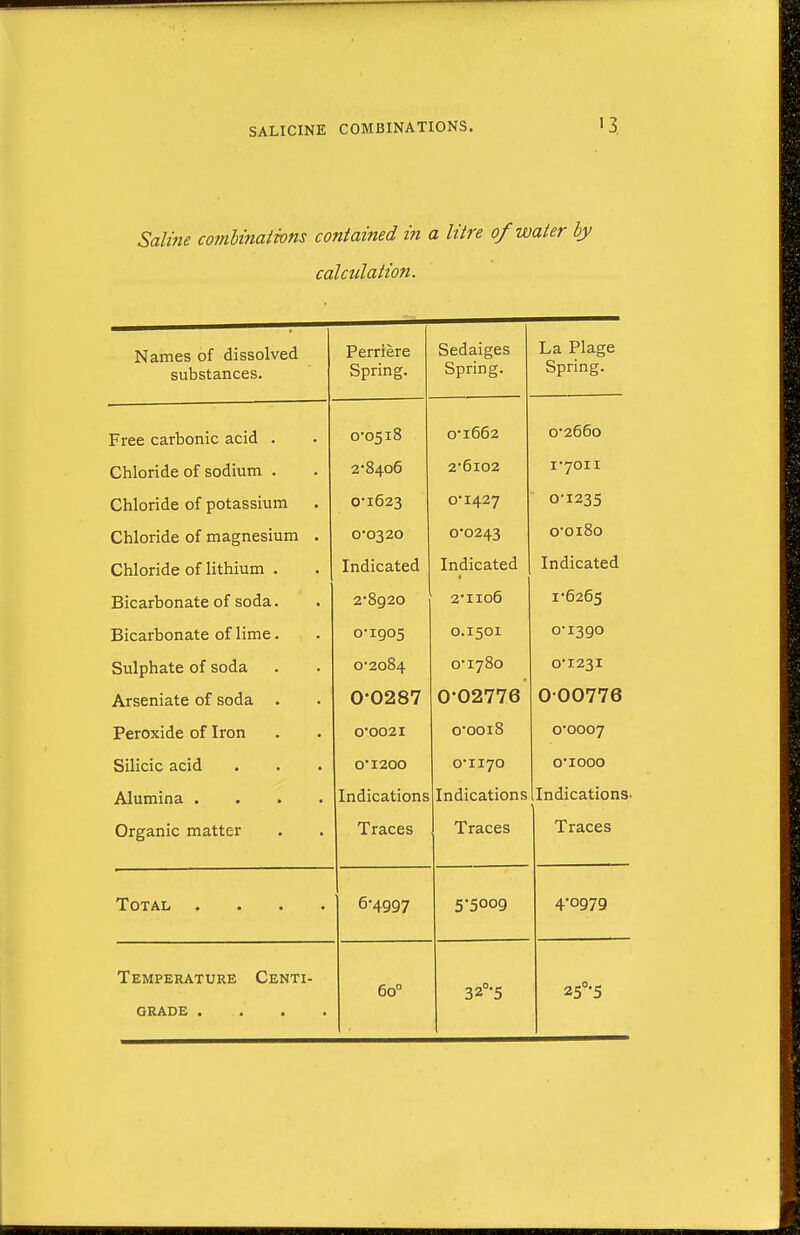 SALICINE COMBINATIONS. 13
Saline combinations contained in a litre of water by
calculation.
Names of dissolved substances. Perrière Spring. Sedaiges Spring. La Plage Spring.
Free carbonic acid . . 0·0518 0·1662 0·2660
Chloride of sodium . . 2·8406 2·6102 1·7011
Chloride of potassium . 0·1623 0·1427 0·1235
Chloride of magnesium . 0·0320 0·0243 0·0180
Chloride of lithium . . Indicated Indicated Indicated
Bicarbonate of soda. . 2·8920 2·1106 1·6265
Bicarbonate of lime. . 0·1905 0.1501 0·1390
Sulphate of soda . . 0·2084 0·1780 0·1231
Arseniate of soda . . 0·0287 0·02776 0·00776
Peroxide of Iron . . 0·0021 0·0018 0·0007
Silicic acid . . . 0·1200 0·1170 0·1000
Alumina . . . . Indications Indications Indications.
Organic matter . . Traces Traces Traces
TOTAL . . . . 6·4997 5·5009 4·0979
TEMPERATURE CENTI-
GRADE . . . . 60° 32°·5 25°·5